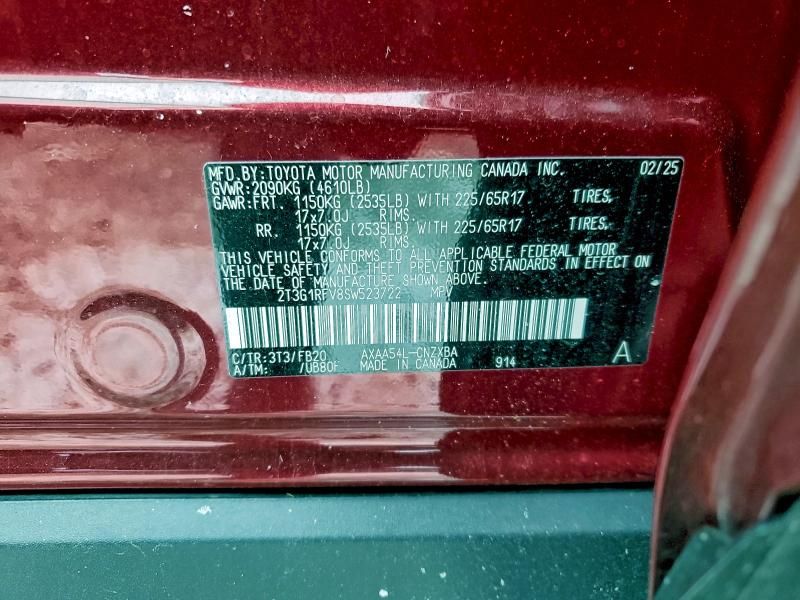 MFD.BY:TOYOTA MOTOR MANUFACTURING CANADA INC. 02/25
GVWR:2090KG (4610LB)
GAWR:FRT. 1150KG (2535LB) WITH 225/65R17 TIRES,
17x7.0J RIMS.
RR. 1150KG (2535LB) WITH 225/65R17 TIRES,
17x7.0J RIMS.
THIS VEHICLE CONFORMS TO ALL APPLICABLE FEDERAL MOTOR
VEHICLE SAFETY AND THEFT PREVENTION STANDARDS IN EFFECT ON
THE DATE OF MANUFACTURE SHOWN ABOVE.
2T3G1RFV8SW523722 MPV
C/TR:3T3/FB20 AXAA54L-CNZXBA
A/TM: /UB80F MADE IN CANADA 914 A